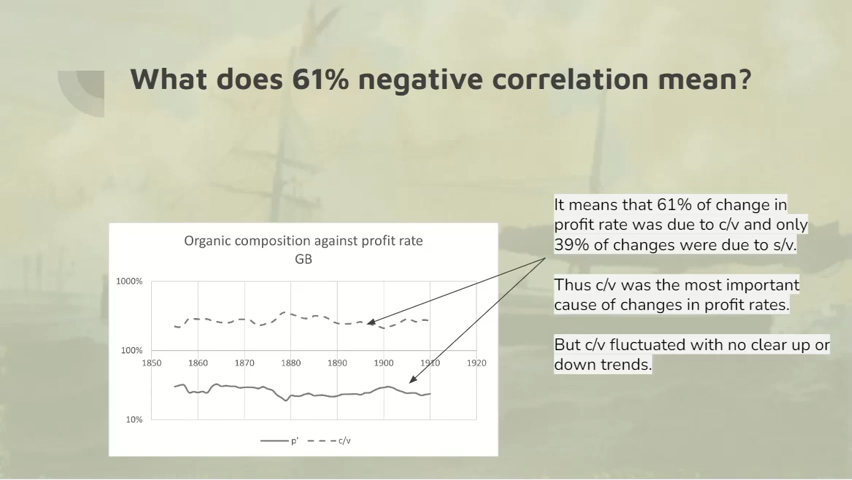 What does 61% negative correlation mean?
It means that 61% of change in
profit rate was due to c/v and only
39% of changes were due to s/v.
Thus c/v was the most important
cause of changes in profit rates.
But c/v fluctuated with no clear up or
down trends.
Organic composition against profit rate
GB
1000%
100%
1850 1860 1870 1880 1890 1900 1910 1920
10%
p' c/v